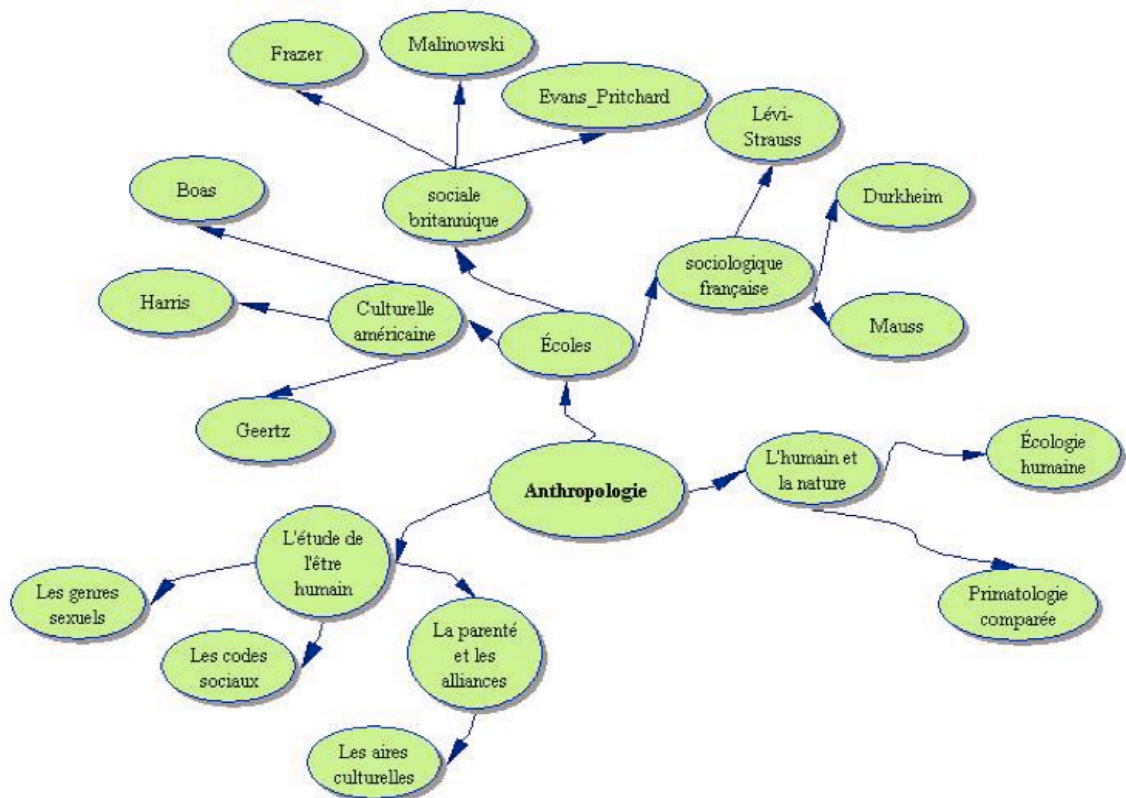 Frazer
Malinowski
Evans_Pritchard
Lévi-
Strauss
Boas
sociale
britannique
Durkheim
sociologique
française
Harris
Culturelle
américaine
Écoles
Mauss
Geertz
Anthropologie
L'humain et
la nature
Écologie
humaine
L'étude de
l'être
humain
Les genres
sexuels
Les codes
sociaux
La parenté
et les
alliances
Primatologie
comparée
Les aires
culturelles